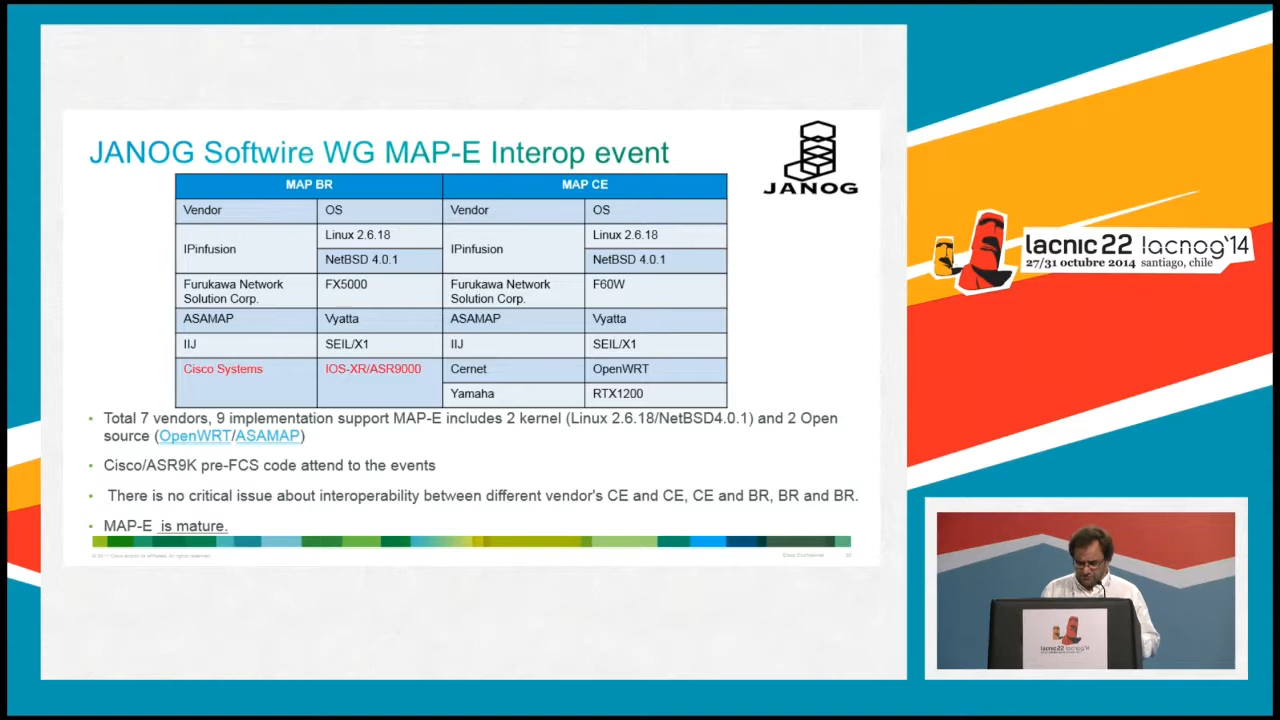 JANOG Softwire WG MAP-E Interop event
JANOG
MAP BR MAP CE
Vendor OS Vendor OS
IPinfusion Linux 2.6.18 IPinfusion Linux 2.6.18
NetBSD 4.0.1 NetBSD 4.0.1
Furukawa Network Solution Corp. FX5000 Furukawa Network Solution Corp. F60W
ASAMAP Vyatta ASAMAP Vyatta
IIJ SEIL/X1 IIJ SEIL/X1
Cisco Systems IOS-XR/ASR9000 Cernet OpenWRT
Yamaha RTX1200
• Total 7 vendors, 9 implementation support MAP-E includes 2 kernel (Linux 2.6.18/NetBSD4.0.1) and 2 Open
source (OpenWRT/ASAMAP)
• Cisco/ASR9K pre-FCS code attend to the events
• There is no critical issue about interoperability between different vendor's CE and CE, CE and BR, BR and BR.
• MAP-E is mature.
Cisco Confidential
lacnic 22 lacnog'14
27/31 octubre 2014 santiago, chile